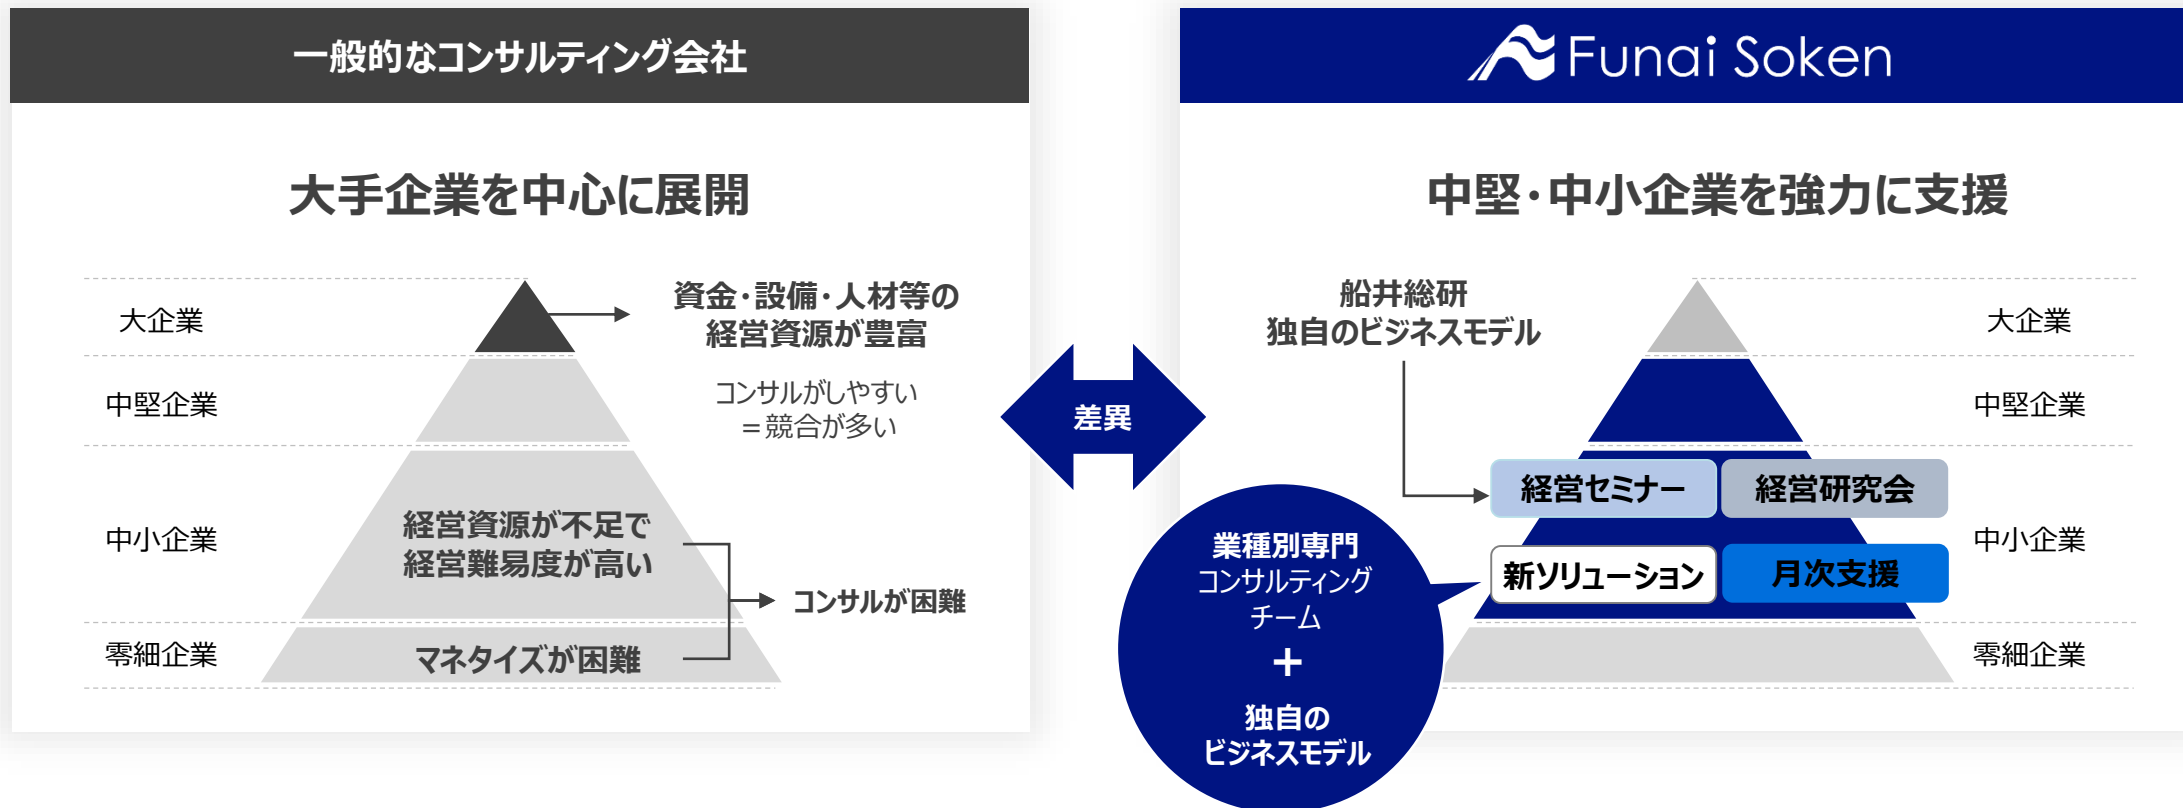 一般的なコンサルティング会社
大手企業を中心に展開
大企業
中堅企業
中小企業
零細企業
資金・設備・人材等の
経営資源が豊富
コンサルがしやすい
=競合が多い
経営資源が不足で
経営難易度が高い
マネタイズが困難
コンサルが困難
差異
Funai Soken
中堅・中小企業を強力に支援
船井総研
独自のビジネスモデル
大企業
中堅企業
中小企業
零細企業
経営セミナー
経営研究会
新ソリューション
月次支援
業種別専門
コンサルティング
チーム
+
独自の
ビジネスモデル